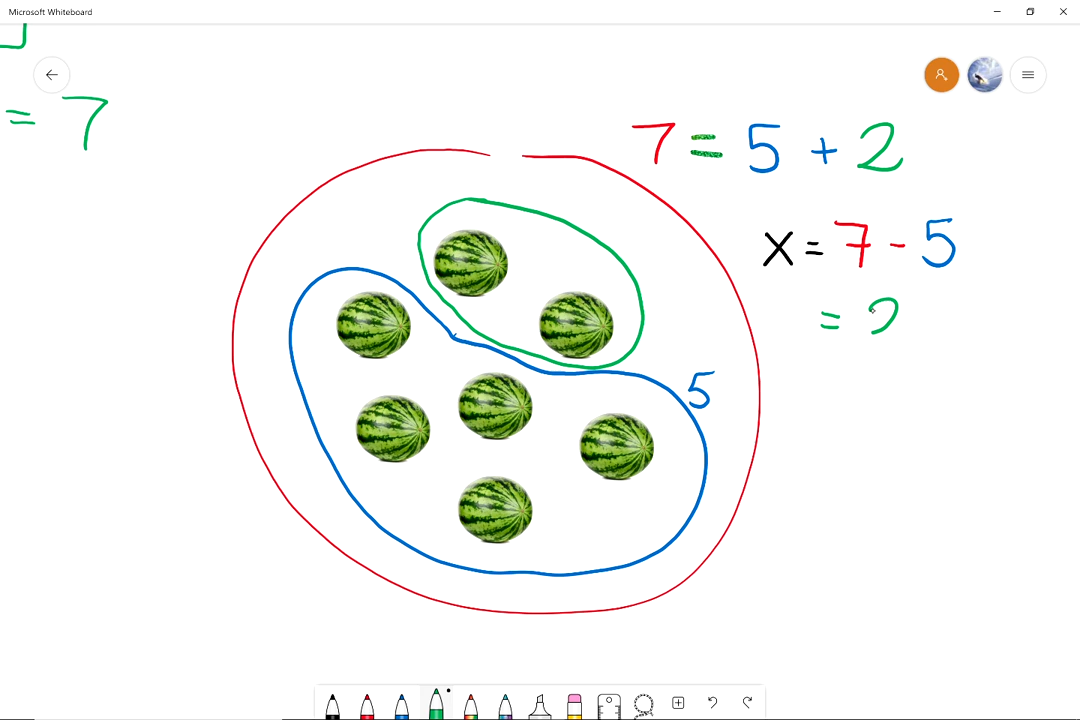 Microsoft Whiteboard
= 7
7 = 5 + 2
x = 7 - 5
=
5